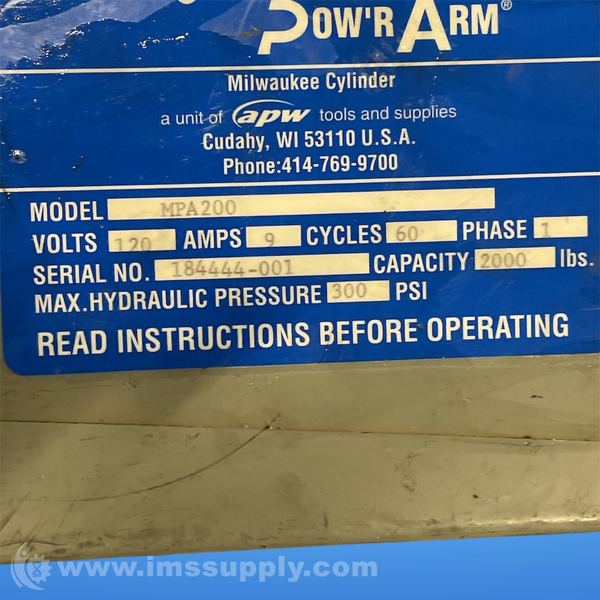 POW'R ARM®
Milwaukee Cylinder
a unit of apw tools and supplies
Cudahy, WI 53110 U.S.A.
Phone:414-769-9700
MODEL MPA200
VOLTS 120 AMPS 9 CYCLES 60 PHASE 1
SERIAL NO. 184444-001 CAPACITY 2000 lbs.
MAX.HYDRAULIC PRESSURE 300 PSI
READ INSTRUCTIONS BEFORE OPERATING
www.imssupply.com